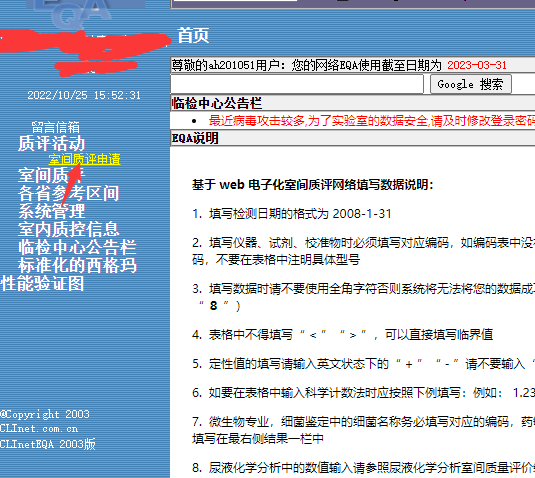 EQA
首页
尊敬的ah201051用户：您的网络EQA使用截至日期为 2023-03-31
Google 搜索
临检中心公告栏
• 最近病毒攻击较多,为了实验室的数据安全,请及时修改登录密码
EQA说明
基于 web 电子化室间质评网络填写数据说明：
1. 填写检测日期的格式为 2008-1-31
2. 填写仪器、试剂、校准物时必须填写对应编码，如编码表中没
码，不要在表格中注明具体型号
3. 填写数据时请不要使用全角字符否则系统将无法将您的数据成
“ 8 ”）
4. 表格中不得填写“ < ”“ > ”，可以直接填写临界值
5. 定性值的填写请输入英文状态下的“ + ”“ - ”请不要输入“
6. 如要在表格中输入科学计数法时应按照下例填写：例如： 1.23
7. 微生物专业，细菌鉴定中的细菌名称务必填写对应的编码，药
填写在最右侧结果一栏中
8. 尿液化学分析中的数值输入请参照尿液化学分析室间质量评价
2022/10/25 15:52:31
留言信箱
质评活动
室间质评申请
室间质评
各省参考区间
系统管理
室内质控信息
临检中心公告栏
标准化的西格玛
性能验证图
@Copyright 2003
CLInet.com.cn
CLInetEQA 2003版